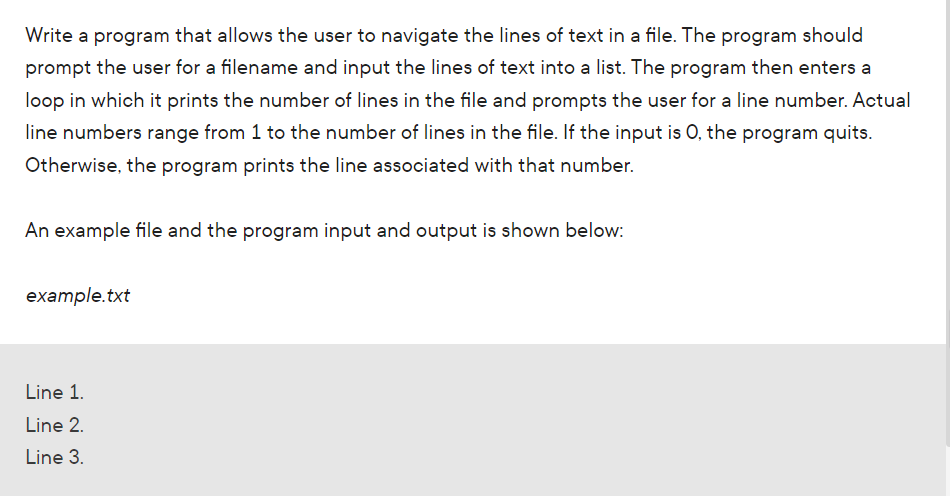 Write a program that allows the user to navigate the lines of text in a file. The program should
prompt the user for a filename and input the lines of text into a list. The program then enters a
loop in which it prints the number of lines in the file and prompts the user for a line number. Actual
line numbers range from 1 to the number of lines in the file. If the input is 0, the program quits.
Otherwise, the program prints the line associated with that number.
An example file and the program input and output is shown below:
example.txt
Line 1.
Line 2.
Line 3.